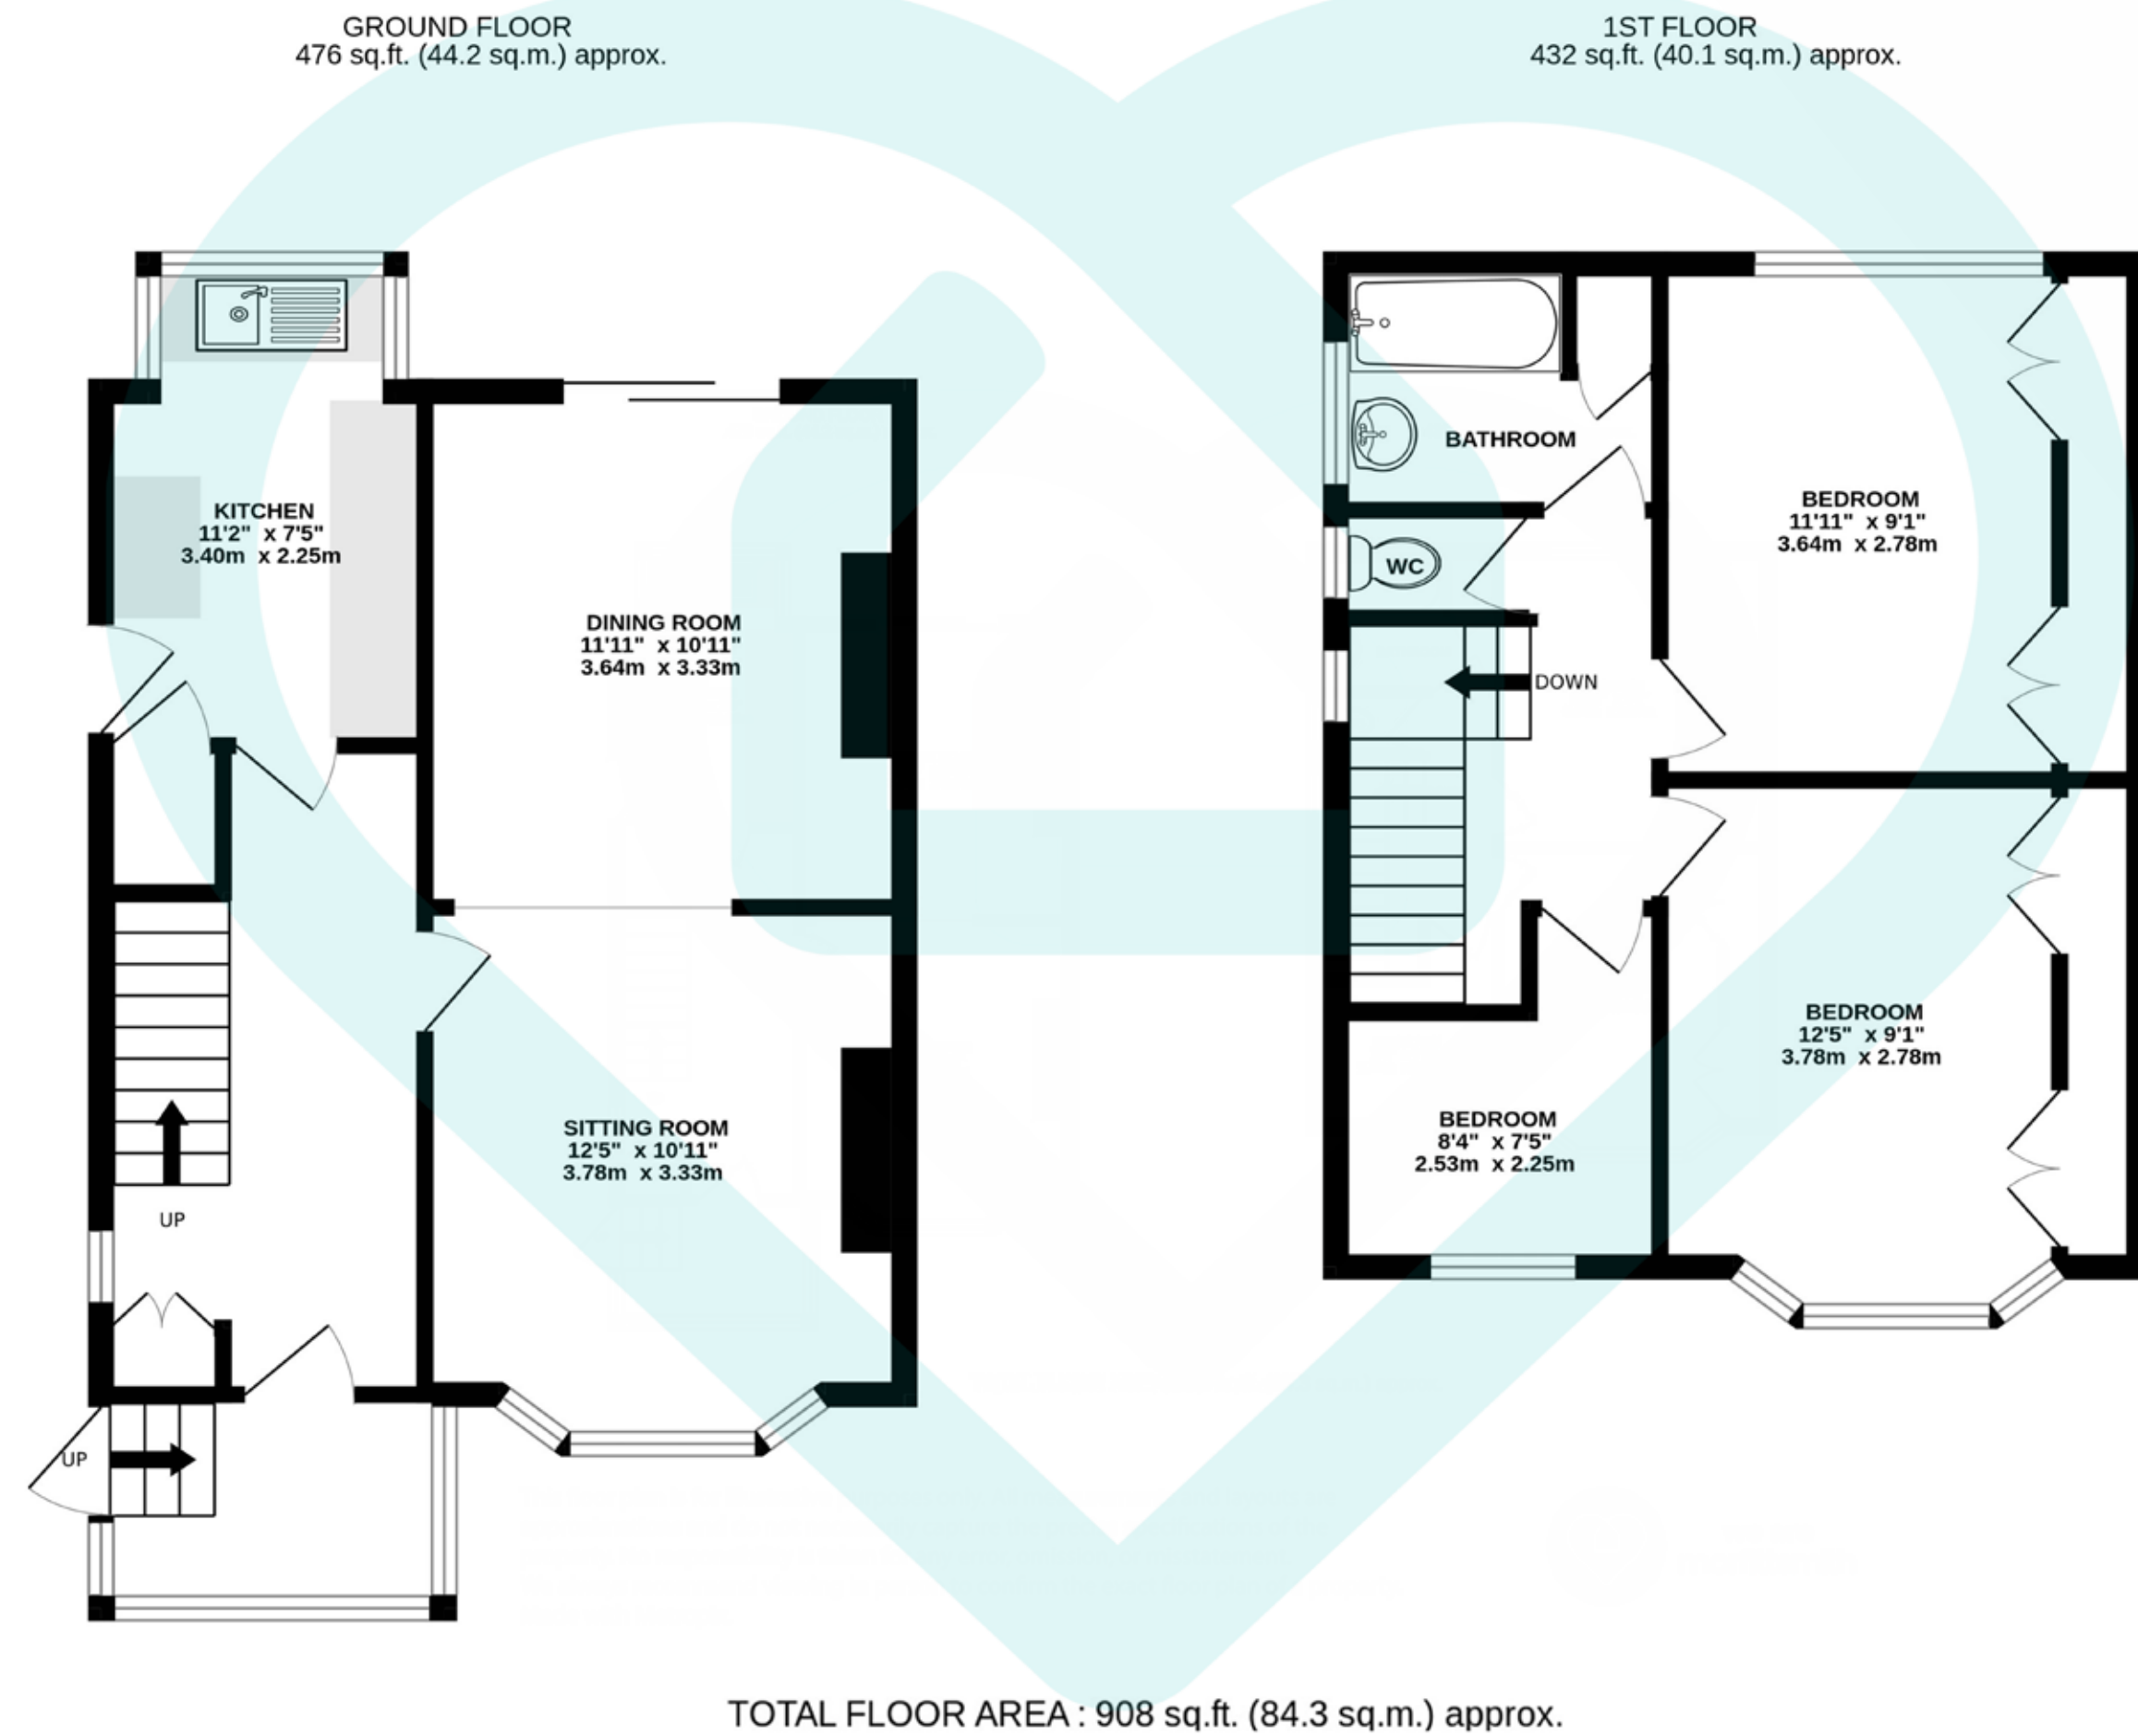 GROUND FLOOR
476 sq.ft. (44.2 sq.m.) approx.
1ST FLOOR
432 sq.ft. (40.1 sq.m.) approx.
KITCHEN
11'2" x 7'5"
3.40m x 2.25m
DINING ROOM
11'11" x 10'11"
3.64m x 3.33m
SITTING ROOM
12'5" x 10'11"
3.78m x 3.33m
UP
UP
BATHROOM
WC
DOWN
BEDROOM
11'11" x 9'1"
3.64m x 2.78m
BEDROOM
12'5" x 9'1"
3.78m x 2.78m
BEDROOM
8'4" x 7'5"
2.53m x 2.25m
TOTAL FLOOR AREA : 908 sq.ft. (84.3 sq.m.) approx.